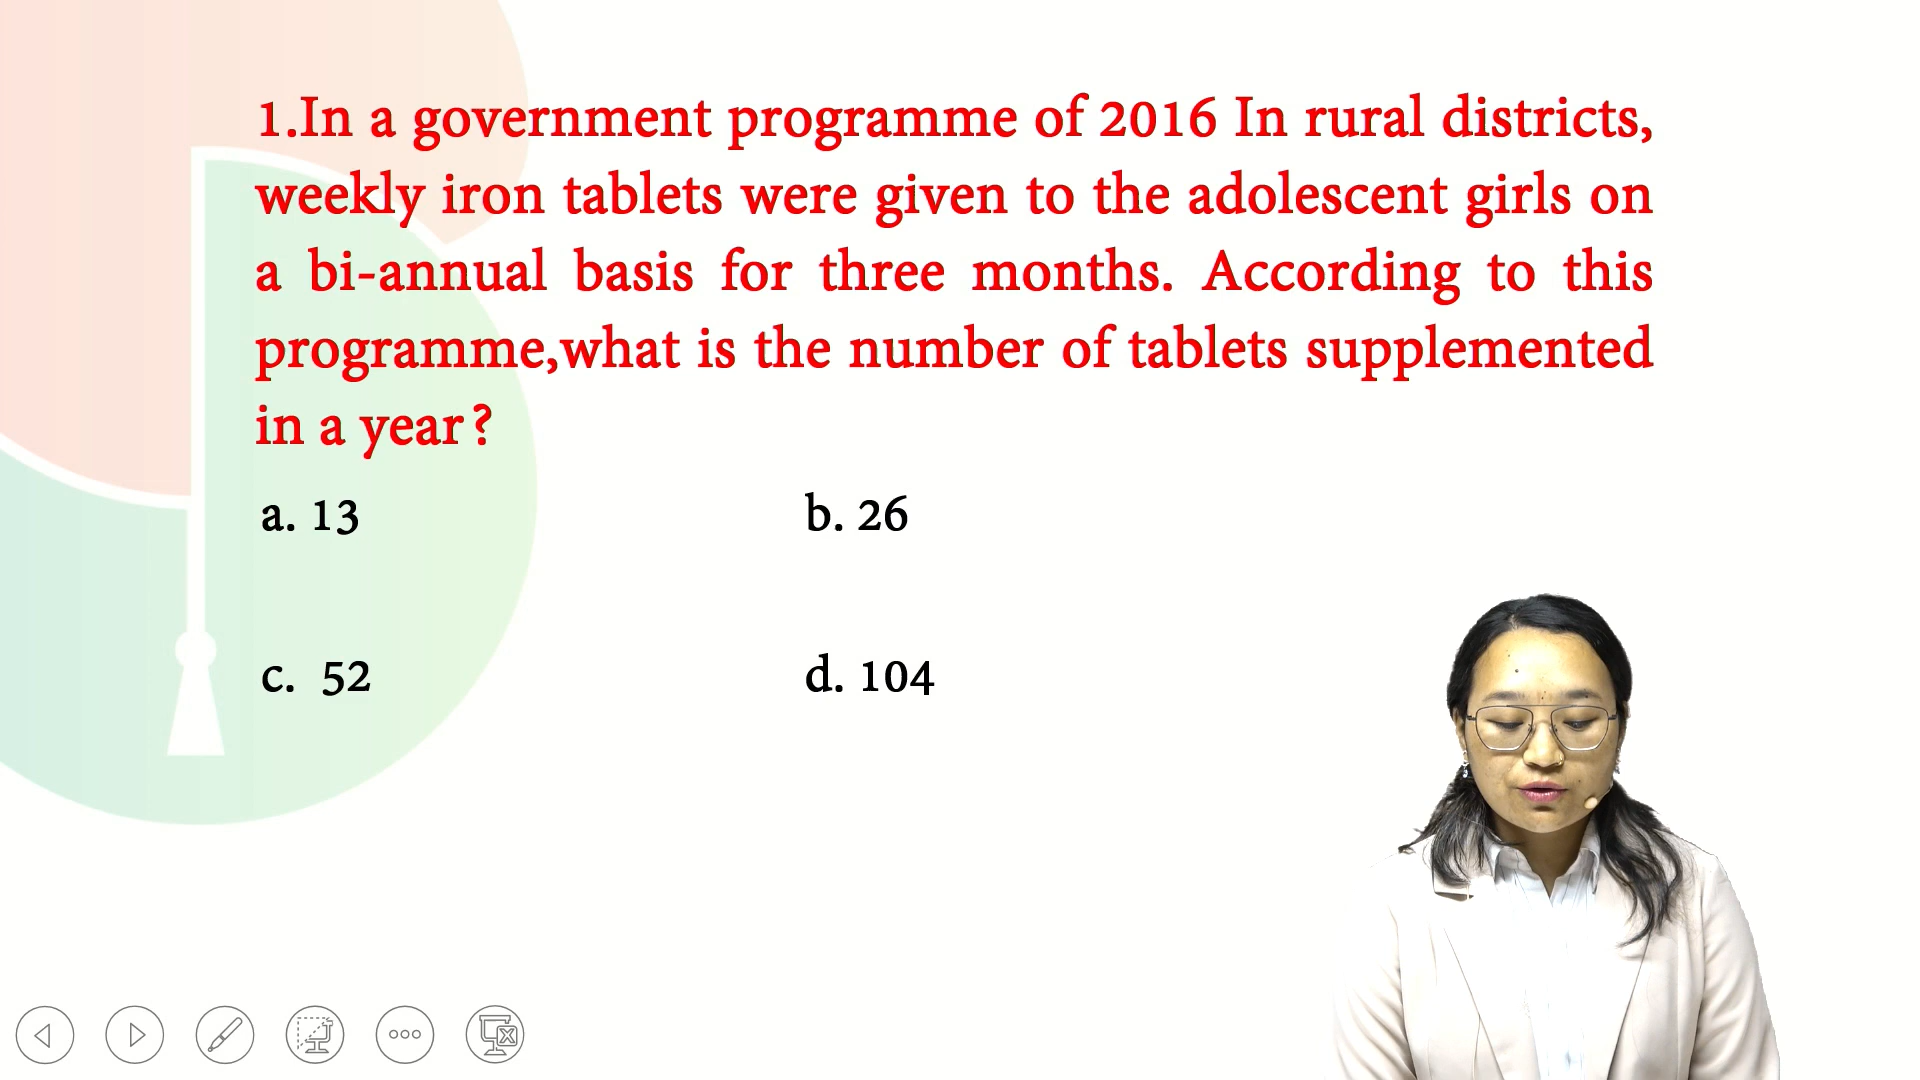 1.In a government programme of 2016 In rural districts,
weekly iron tablets were given to the adolescent girls on
a bi-annual basis for three months. According to this
programme,what is the number of tablets supplemented
in a year?
a. 13
b. 26
c. 52
d. 104